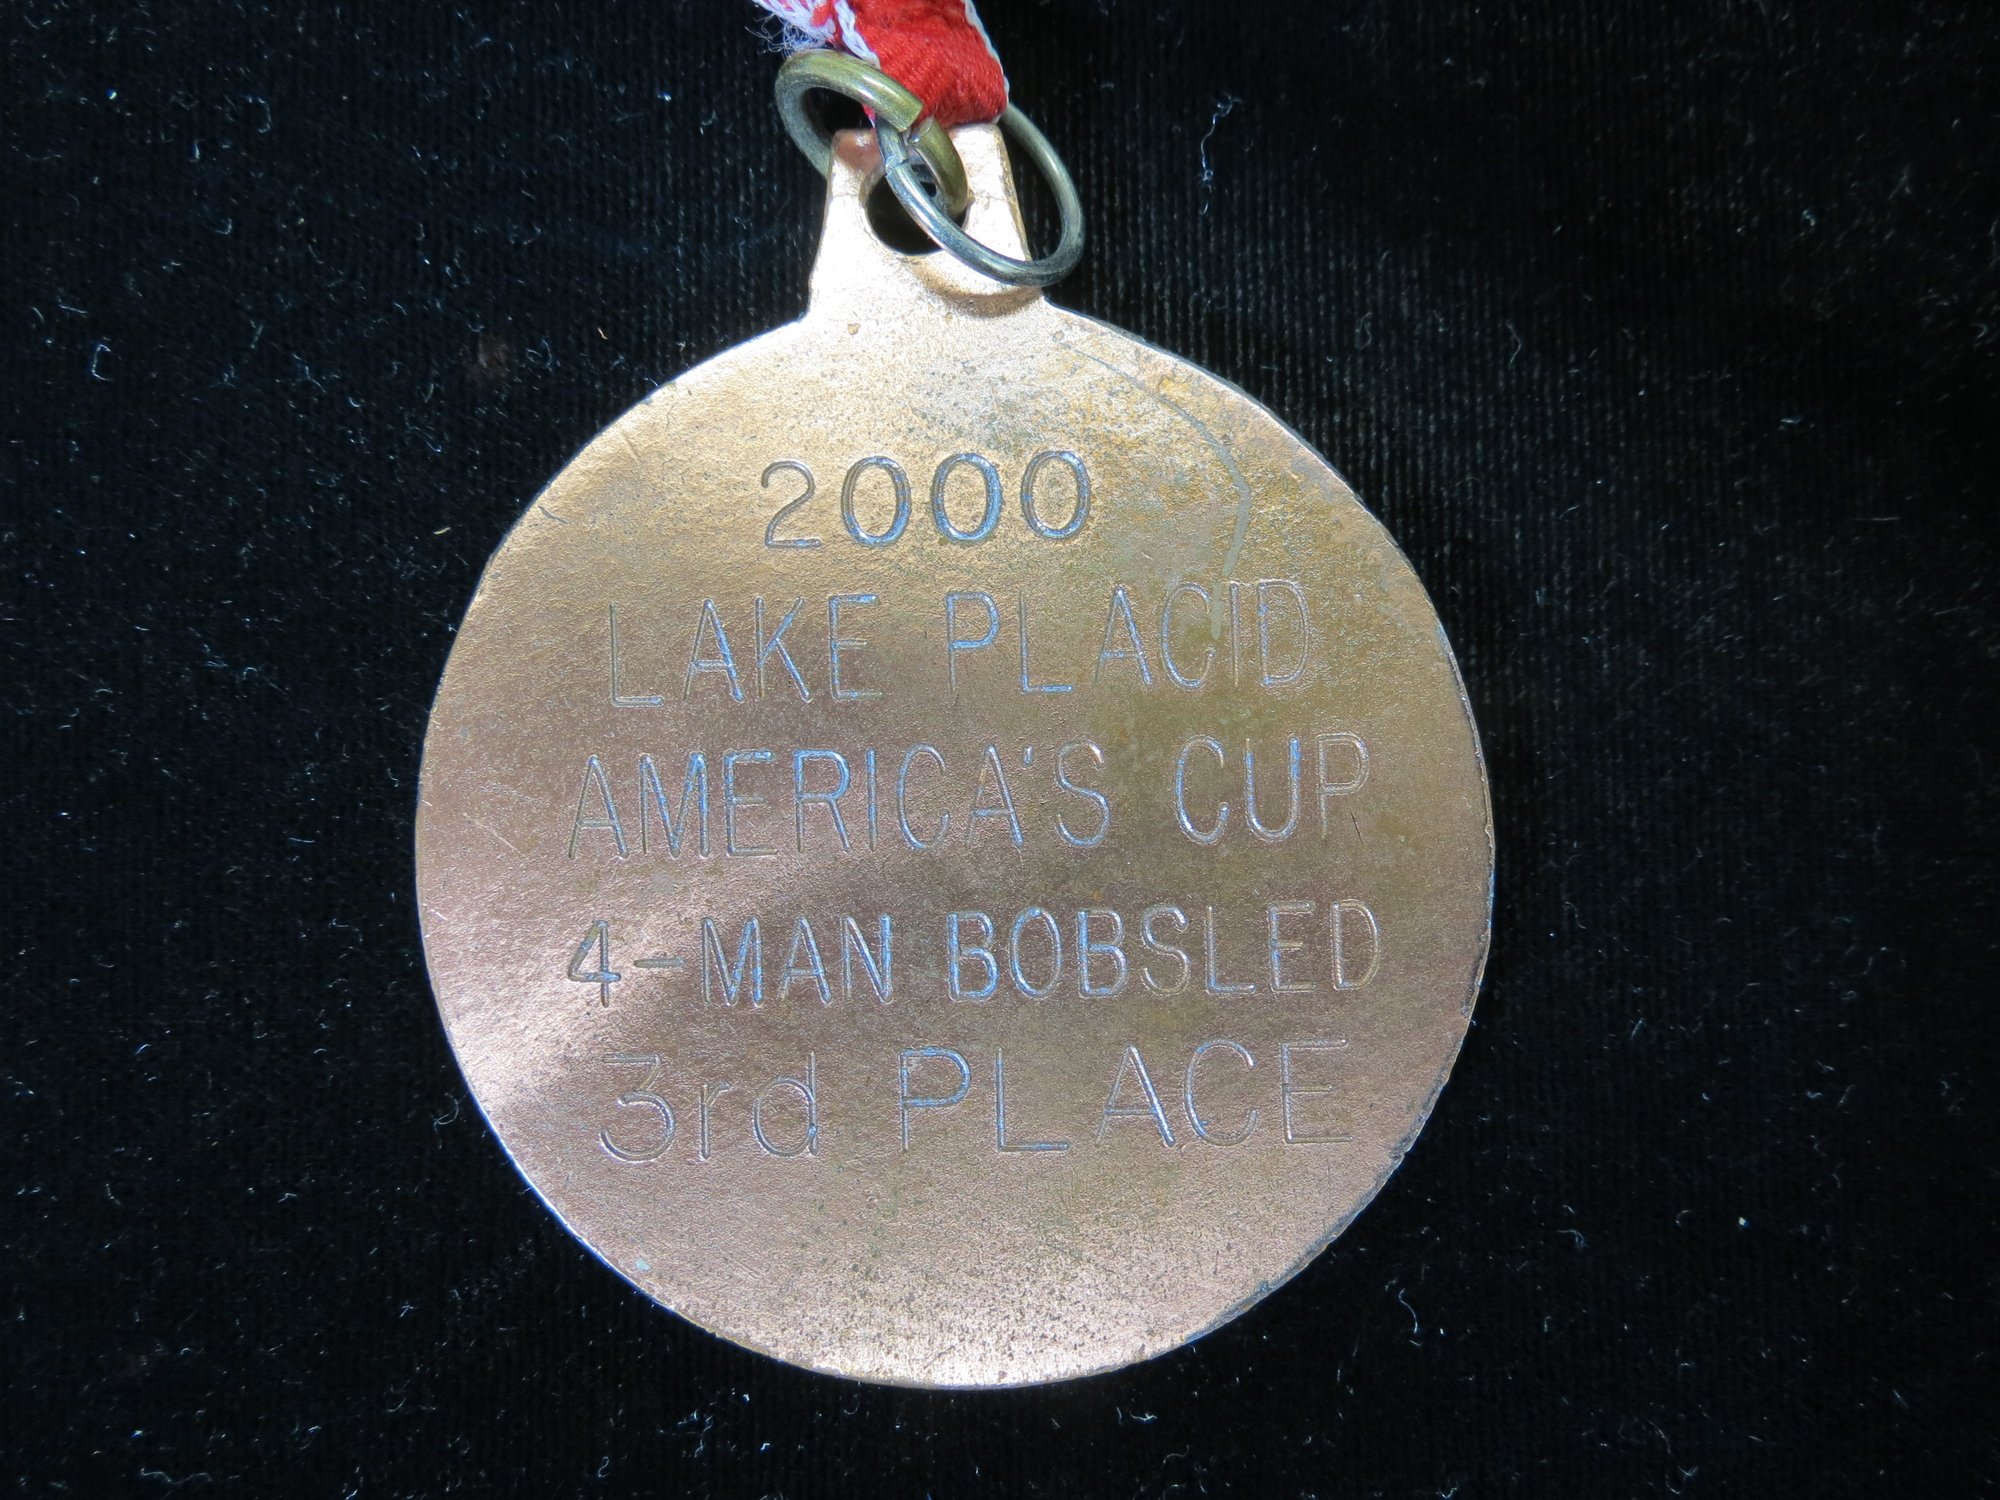 2000
LAKE PLACID
AMERICA'S CUP
4-MAN BOBSLED
3rd PLACE